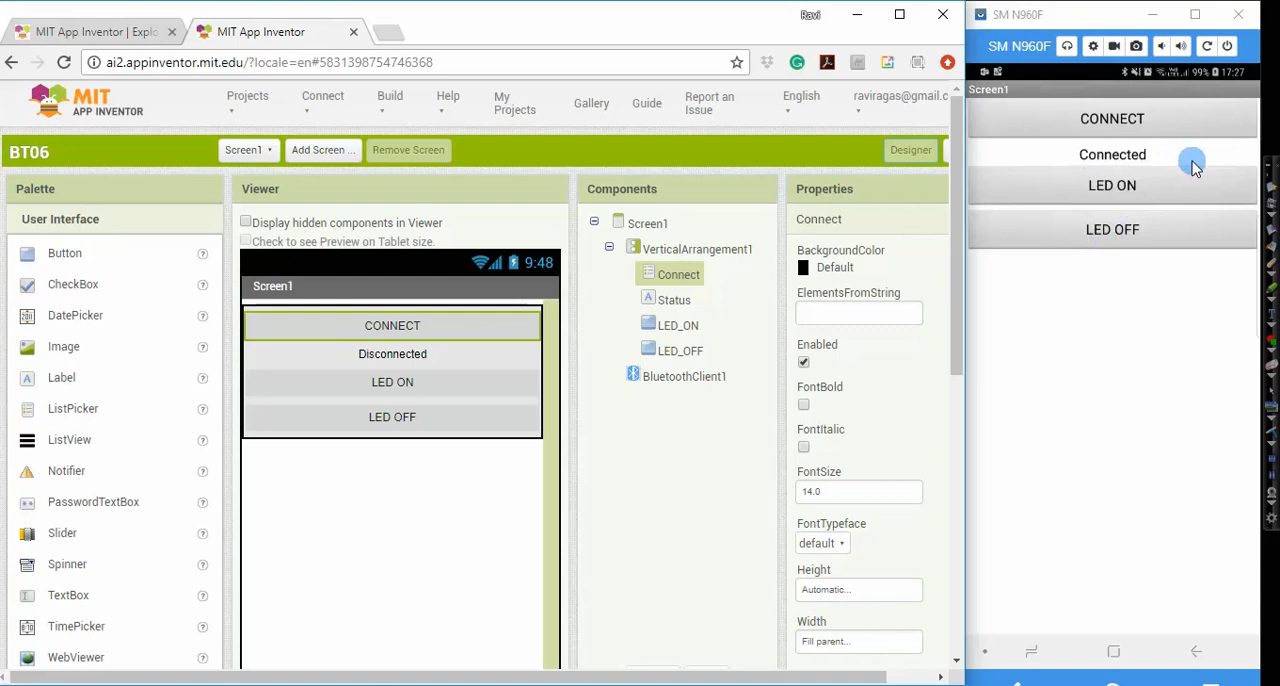 MIT App Inventor | Explo
MIT App Inventor
Ravi
ai2.appinventor.mit.edu/?locale=en#5831398754746368
MIT
APP INVENTOR
Projects
Connect
Build
Help
My Projects
Gallery
Guide
Report an Issue
English
raviragas@gmail.c
BT06
Screen1
Add Screen ...
Remove Screen
Designer
Palette
User Interface
Button
CheckBox
DatePicker
Image
Label
ListPicker
ListView
Notifier
PasswordTextBox
Slider
Spinner
TextBox
TimePicker
WebViewer
Viewer
Display hidden components in Viewer
Check to see Preview on Tablet size.
9:48
Screen1
CONNECT
Disconnected
LED ON
LED OFF
Components
Screen1
VerticalArrangement1
Connect
A Status
LED_ON
LED_OFF
BluetoothClient1
Properties
Connect
BackgroundColor
Default
ElementsFromString
Enabled
FontBold
FontItalic
FontSize
14.0
FontTypeface
default
Height
Automatic...
Width
Fill parent...
SM N960F
SM N960F
99% 17:27
Screen1
CONNECT
Connected
LED ON
LED OFF